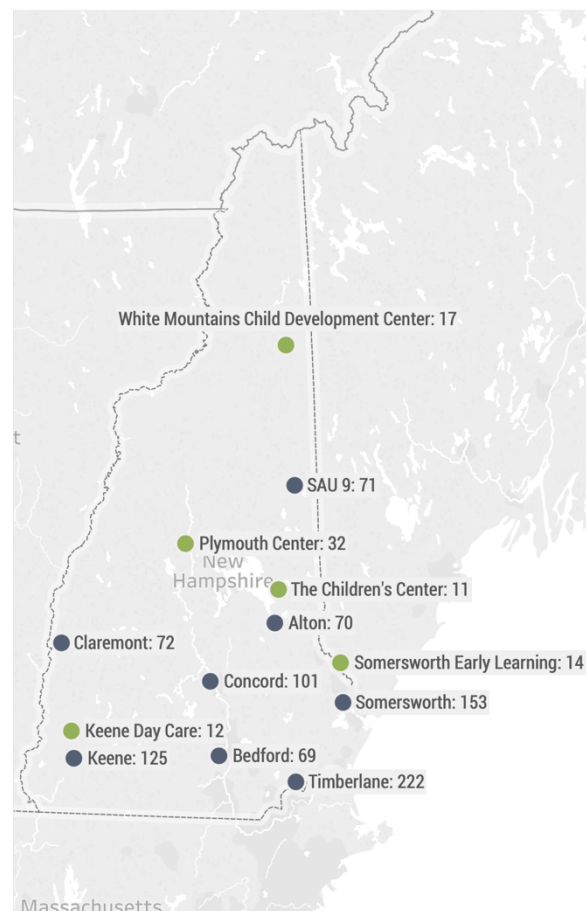 White Mountains Child Development Center: 17
t
SAU 9: 71
Plymouth Center: 32
New
Hampshire
The Children's Center: 11
Alton: 70
Claremont: 72
Somersworth Early Learning: 14
Concord: 101
Somersworth: 153
Keene Day Care: 12
Keene: 125
Bedford: 69
Timberlane: 222
Massachusetts